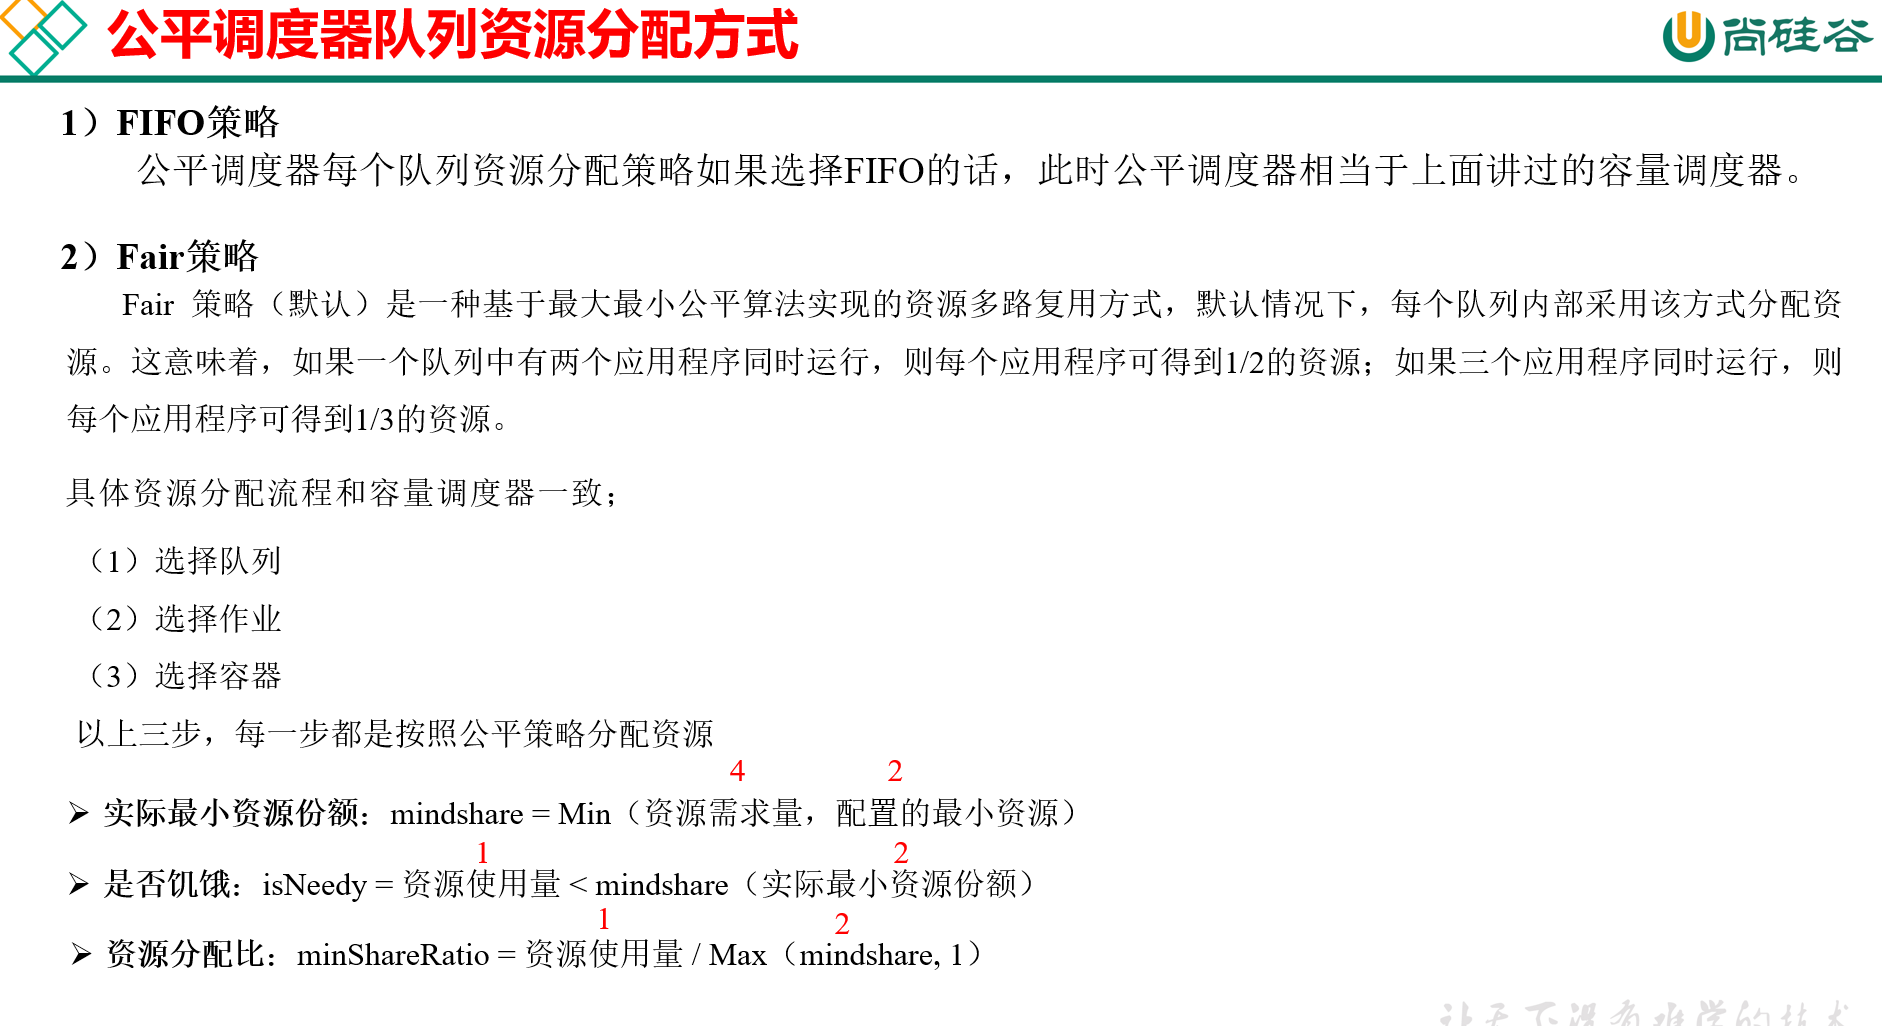 公平调度器队列资源分配方式
尚硅谷
1）FIFO策略
公平调度器每个队列资源分配策略如果选择FIFO的话，此时公平调度器相当于上面讲过的容量调度器。
2）Fair策略
Fair 策略（默认）是一种基于最大最小公平算法实现的资源多路复用方式，默认情况下，每个队列内部采用该方式分配资
源。这意味着，如果一个队列中有两个应用程序同时运行，则每个应用程序可得到1/2的资源；如果三个应用程序同时运行，则
每个应用程序可得到1/3的资源。
具体资源分配流程和容量调度器一致；
（1）选择队列
（2）选择作业
（3）选择容器
以上三步，每一步都是按照公平策略分配资源
4 2
➢ 实际最小资源份额：mindshare = Min（资源需求量，配置的最小资源）
1 2
➢ 是否饥饿：isNeedy = 资源使用量 < mindshare（实际最小资源份额）
1 2
➢ 资源分配比：minShareRatio = 资源使用量 / Max（mindshare, 1）
让天下没有难学的技术